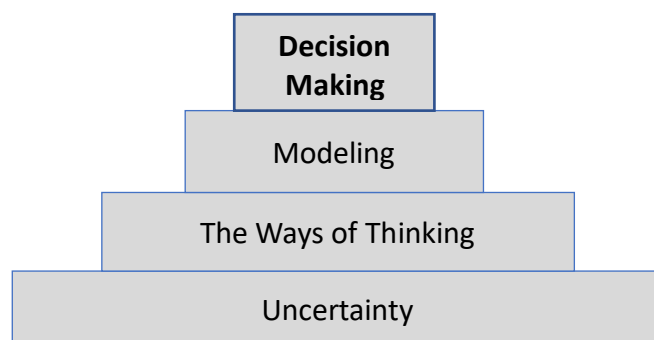 Decision
Making
Modeling
The Ways of Thinking
Uncertainty